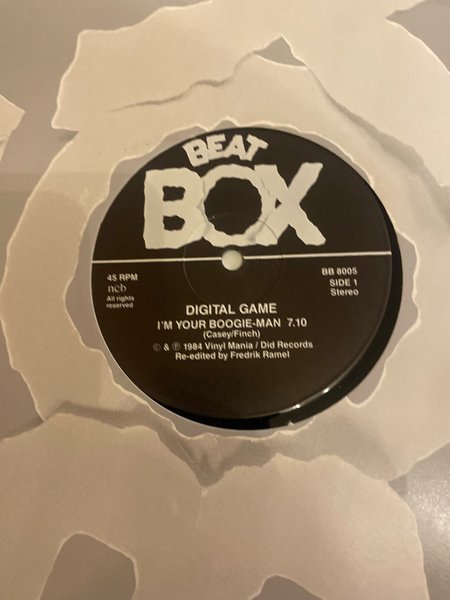 BEAT
BOX
45 RPM
ncb
All rights
reserved
BB 8005
SIDE 1
Stereo
DIGITAL GAME
I'M YOUR BOOGIE-MAN 7.10
(Casey/Finch)
© & ℗ 1984 Vinyl Mania / Did Records
Re-edited by Fredrik Ramel